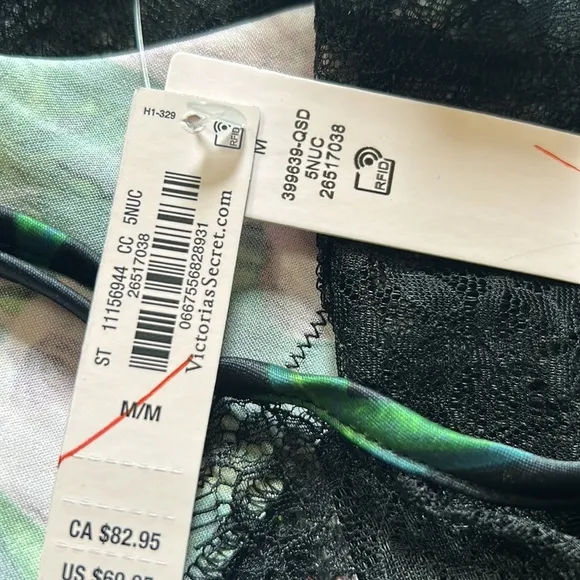 H1-329
RFID
ST 11156944 CC 5NUC
26517038
0667556828931
VictoriasSecret.com
M/M
CA $82.95
M
399639-QSD
5NUC
26517038
RFID